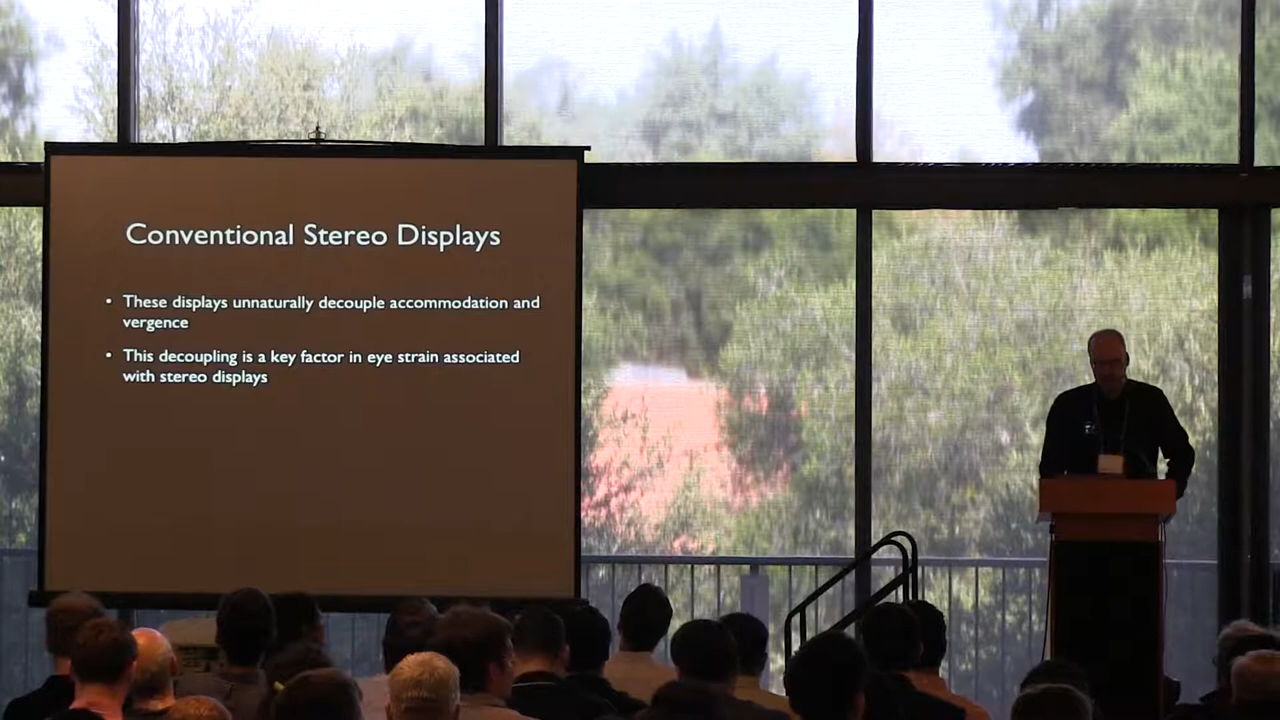 Conventional Stereo Displays
• These displays unnaturally decouple accommodation and
vergence
• This decoupling is a key factor in eye strain associated
with stereo displays